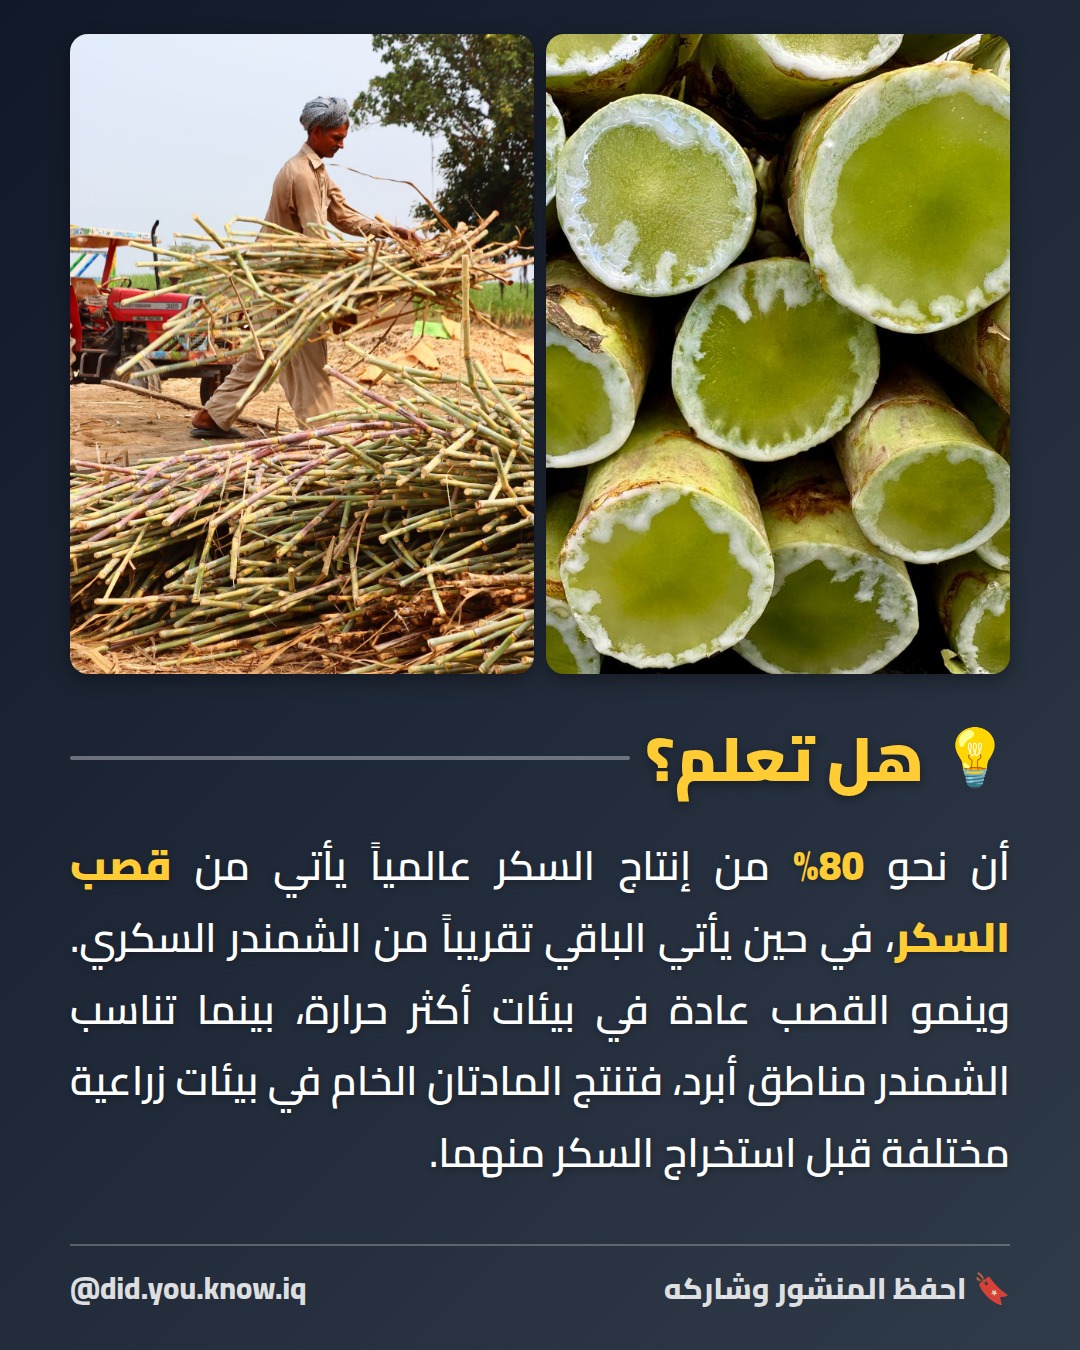 💡 هل تعلم؟
أن نحو 80% من إنتاج السكر عالمياً يأتي من قصب
السكر، في حين يأتي الباقي تقريباً من الشمندر السكري.
وينمو القصب عادة في بيئات أكثر حرارة، بينما تناسب
الشمندر مناطق أبرد، فتنتج المادتان الخام في بيئات زراعية
مختلفة قبل استخراج السكر منهما.
🔖 احفظ المنشور وشاركه
@did.you.know.iq